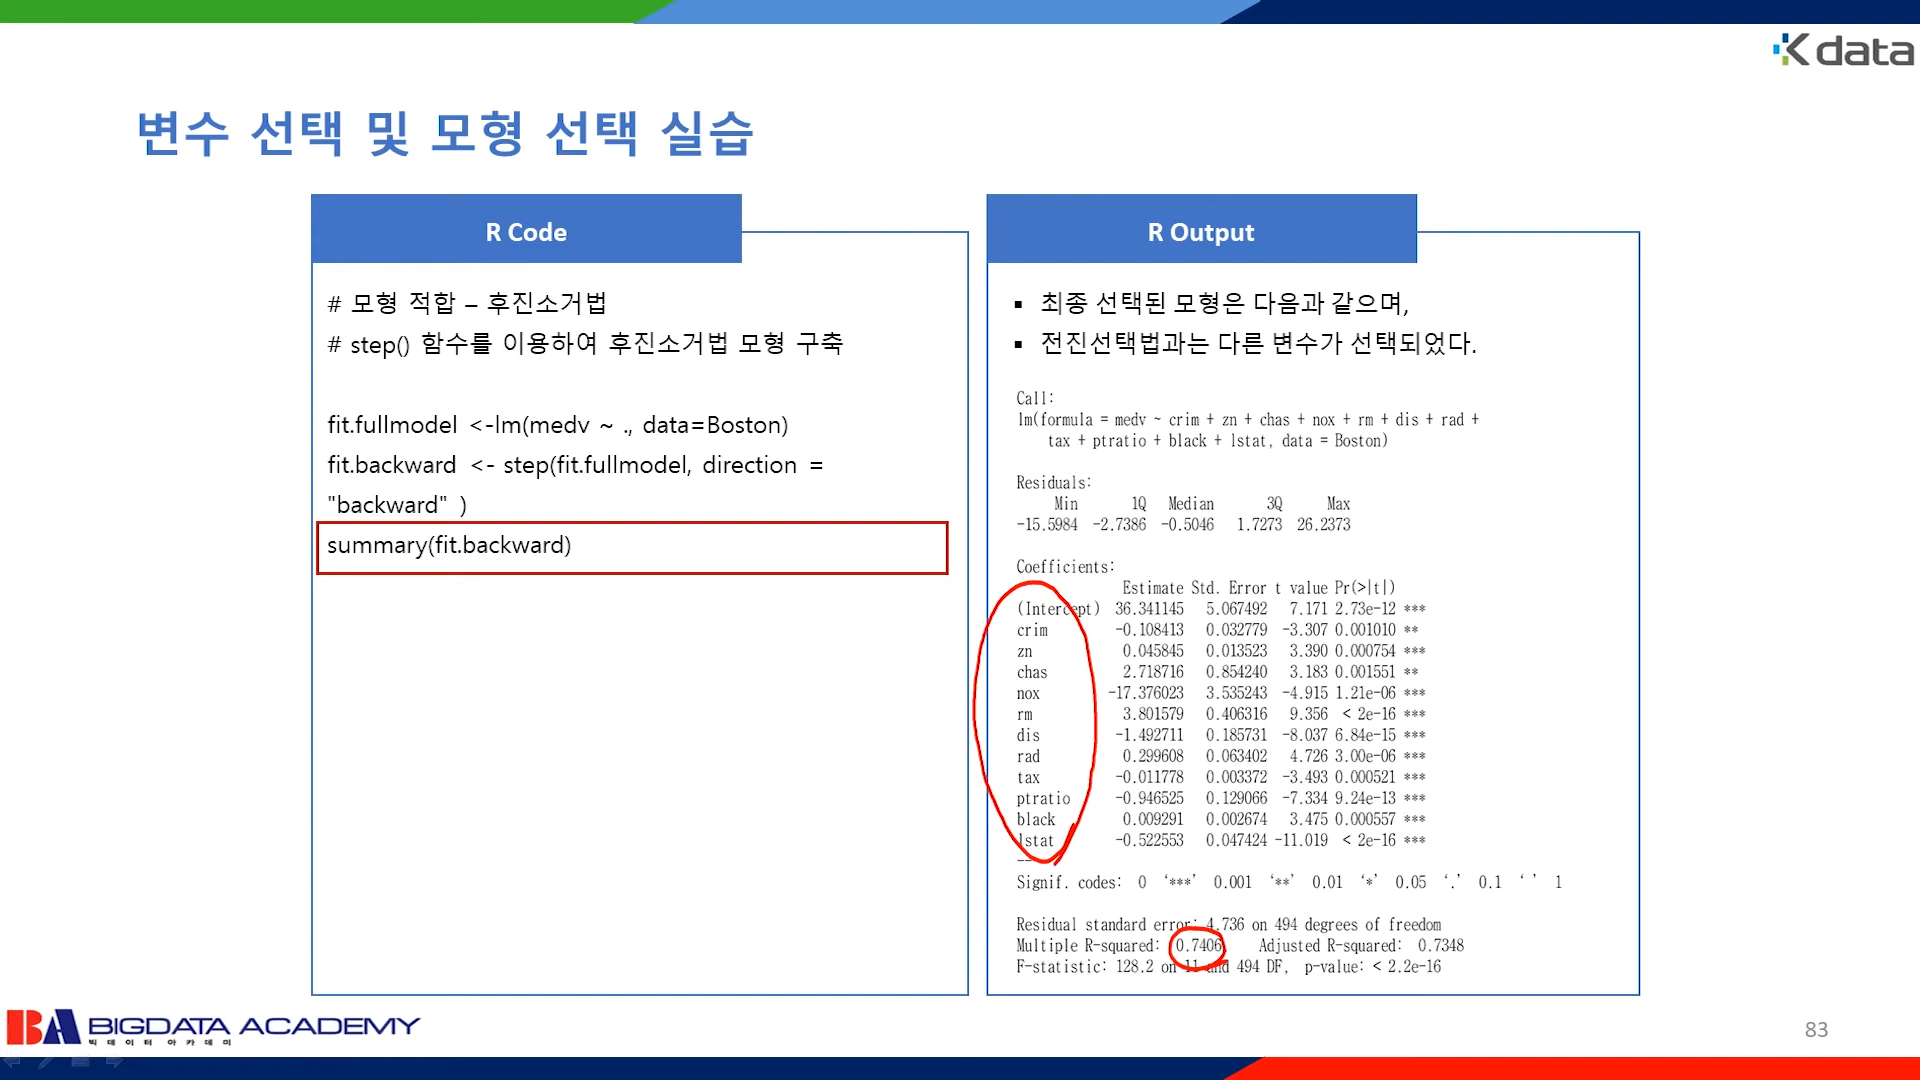 K data
변수 선택 및 모형 선택 실습
R Code
# 모형 적합 – 후진소거법
# step() 함수를 이용하여 후진소거법 모형 구축
fit.fullmodel <-lm(medv ~ ., data=Boston)
fit.backward <- step(fit.fullmodel, direction =
"backward" )
summary(fit.backward)
R Output
▪ 최종 선택된 모형은 다음과 같으며,
▪ 전진선택법과는 다른 변수가 선택되었다.
Call:
lm(formula = medv ~ crim + zn + chas + nox + rm + dis + rad +
tax + ptratio + black + lstat, data = Boston)
Residuals:
Min 1Q Median 3Q Max
-15.5984 -2.7386 -0.5046 1.7273 26.2373
Coefficients:
Estimate Std. Error t value Pr(>|t|)
(Intercept) 36.341145 5.067492 7.171 2.73e-12 ***
crim -0.108413 0.032779 -3.307 0.001010 **
zn 0.045845 0.013523 3.390 0.000754 ***
chas 2.718716 0.854240 3.183 0.001551 **
nox -17.376023 3.535243 -4.915 1.21e-06 ***
rm 3.801579 0.406316 9.356 < 2e-16 ***
dis -1.492711 0.185731 -8.037 6.84e-15 ***
rad 0.299608 0.063402 4.726 3.00e-06 ***
tax -0.011778 0.003372 -3.493 0.000521 ***
ptratio -0.946525 0.129066 -7.334 9.24e-13 ***
black 0.009291 0.002674 3.475 0.000557 ***
lstat -0.522553 0.047424 -11.019 < 2e-16 ***
---
Signif. codes: 0 ‘***’ 0.001 ‘**’ 0.01 ‘*’ 0.05 ‘.’ 0.1 ‘ ’ 1
Residual standard error: 4.736 on 494 degrees of freedom
Multiple R-squared: 0.7406, Adjusted R-squared: 0.7348
F-statistic: 128.2 on 11 and 494 DF, p-value: < 2.2e-16
BA BIGDATA ACADEMY
빅데이터 아카데미
83